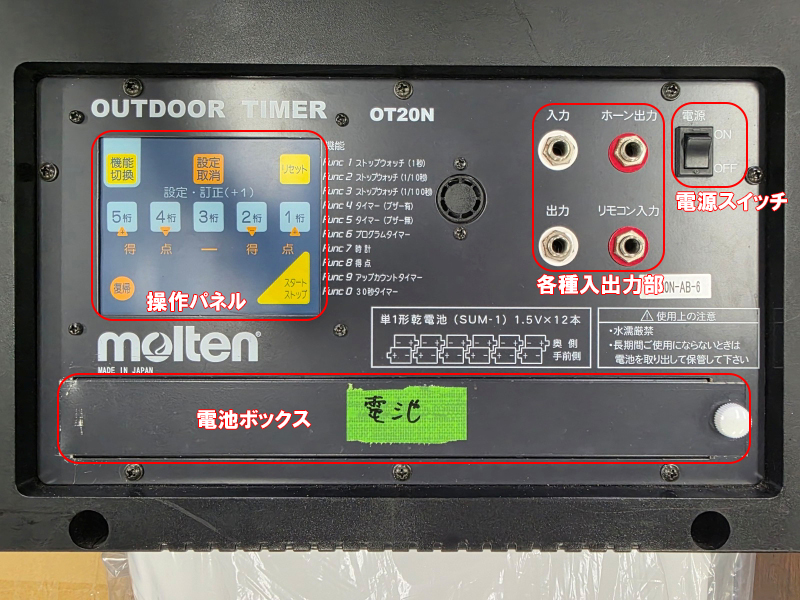 OUTDOOR TIMER
OT20N
機能切換
設定取消
リセット
設定・訂正(+1)
5桁
4桁
3桁
2桁
1桁
得 点 ― 得 点
復帰
スタート
ストップ
操作パネル
機能
Func 1 ストップウォッチ (1秒)
Func 2 ストップウォッチ (1/10秒)
Func 3 ストップウォッチ (1/100秒)
Func 4 タイマー (ブザー有)
Func 5 タイマー (ブザー無)
Func 6 プログラムタイマー
Func 7 時計
Func 8 得点
Func 9 アップカウントタイマー
Func 0 30秒タイマー
入力
ホーン出力
出力
リモコン入力
各種入出力部
電源
ON
OFF
電源スイッチ
0N-AB-6
molten
MADE IN JAPAN
単1形乾電池 (SUM-1) 1.5V×12本
奥 側
手前側
使用上の注意
・水濡厳禁
・長期間ご使用にならないときは
電池を取り出して保管して下さい
電池ボックス
電池